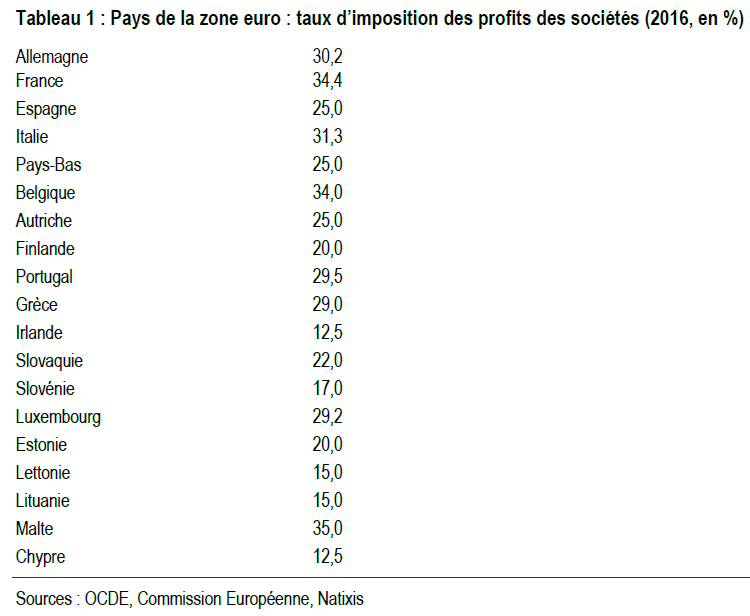 Tableau 1 : Pays de la zone euro : taux d’imposition des profits des sociétés (2016, en %)
Allemagne 30,2
France 34,4
Espagne 25,0
Italie 31,3
Pays-Bas 25,0
Belgique 34,0
Autriche 25,0
Finlande 20,0
Portugal 29,5
Grèce 29,0
Irlande 12,5
Slovaquie 22,0
Slovénie 17,0
Luxembourg 29,2
Estonie 20,0
Lettonie 15,0
Lituanie 15,0
Malte 35,0
Chypre 12,5
Sources : OCDE, Commission Européenne, Natixis